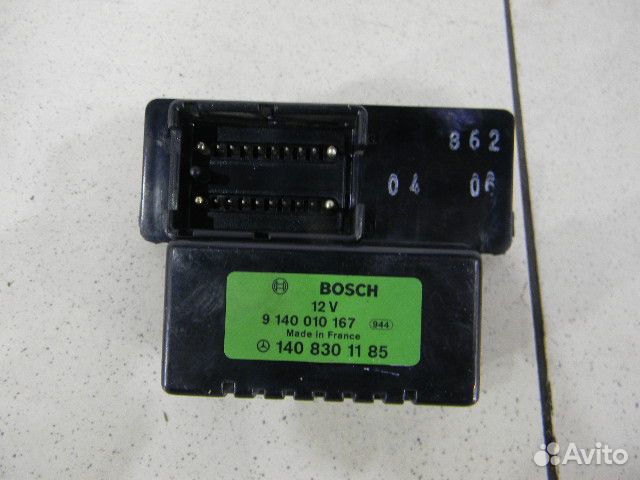 862
04 06
BOSCH
12 V
9 140 010 167 944
Made in France
140 830 11 85
Avito